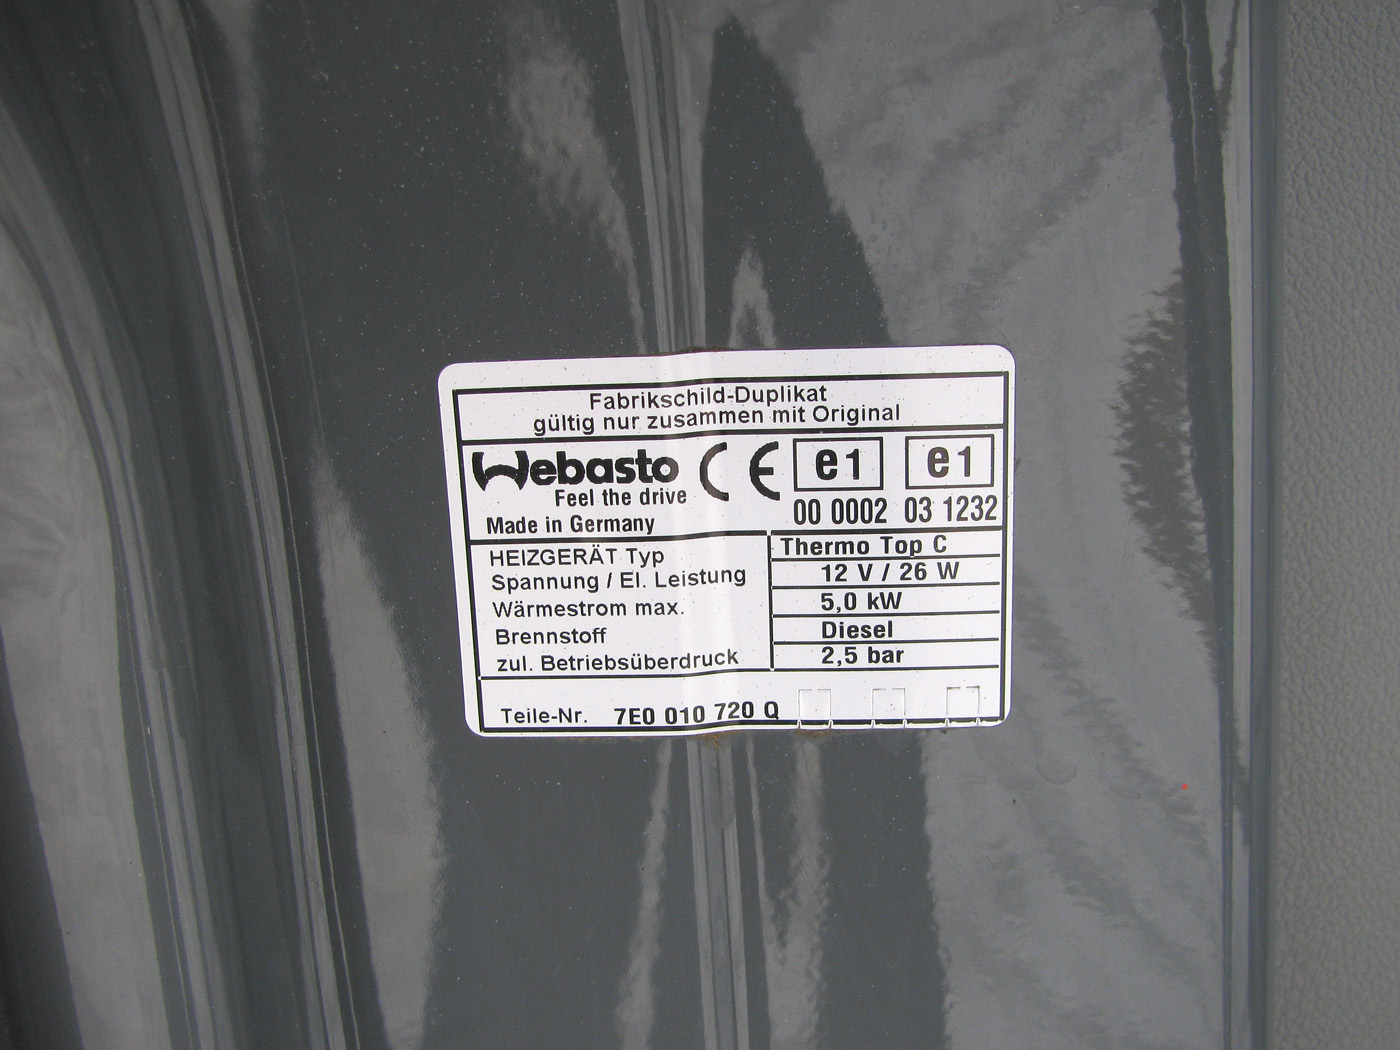 Fabrikschild-Duplikat
gültig nur zusammen mit Original
Webasto CE e1 e1
Feel the drive
00 0002 03 1232
Made in Germany
HEIZGERÄT Typ Thermo Top C
Spannung / El. Leistung 12 V / 26 W
Wärmestrom max. 5,0 kW
Brennstoff Diesel
zul. Betriebsüberdruck 2,5 bar
Teile-Nr. 7E0 010 720 Q